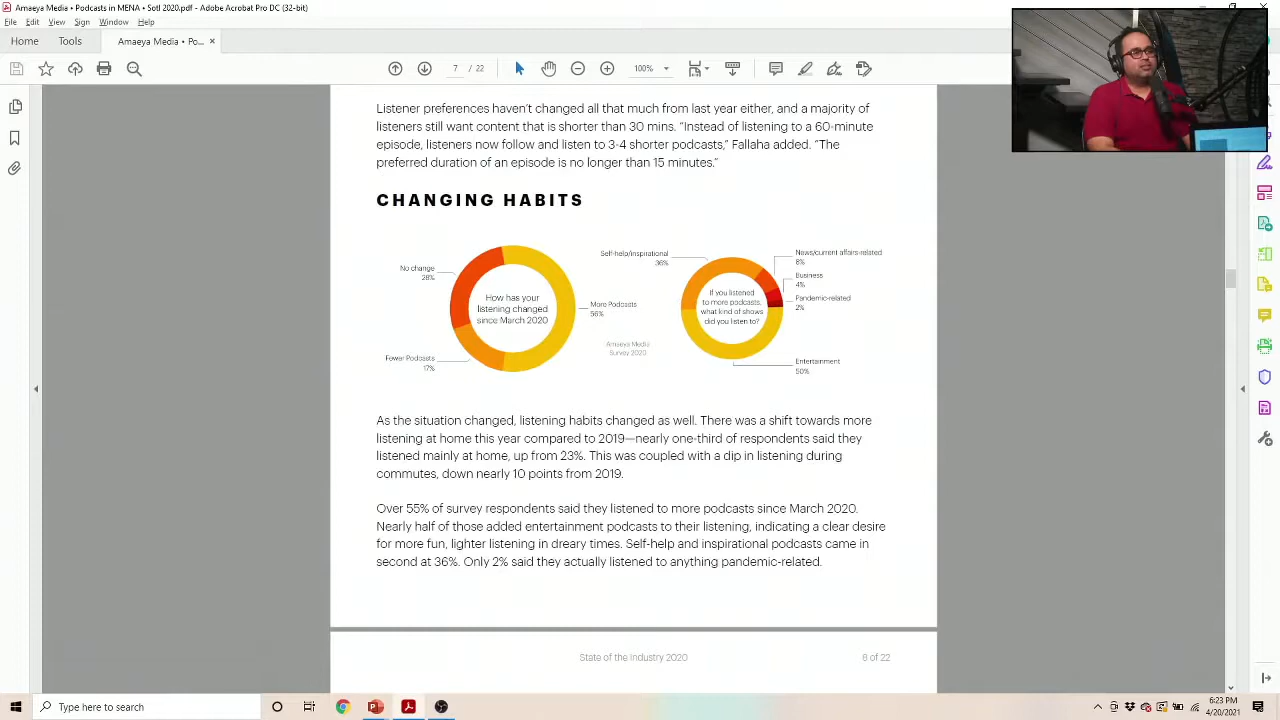 Amaeya Media • Podcasts in MENA • SotI 2020.pdf - Adobe Acrobat Pro DC (32-bit)
File Edit View Sign Window Help
Home Tools Amaeya Media • Po... ×
100%
Listener preferences haven't changed all that much from last year either, and a majority of
listeners still want content that is shorter than 30 mins. "Instead of listening to a 60-minute
episode, listeners now prefer to listen to 3-4 shorter podcasts," Fallaha added. "The
preferred duration of an episode is no longer than 15 minutes."
CHANGING HABITS
No change
28%
How has your
listening changed
since March 2020
More Podcasts
56%
Fewer Podcasts
17%
Amaeya Media
Survey 2020
Self-help/inspirational
36%
If you listened
to more podcasts,
what kind of shows
did you listen to?
News/current affairs-related
8%
Business
4%
Pandemic-related
2%
Entertainment
50%
As the situation changed, listening habits changed as well. There was a shift towards more
listening at home this year compared to 2019—nearly one-third of respondents said they
listened mainly at home, up from 23%. This was coupled with a dip in listening during
commutes, down nearly 10 points from 2019.
Over 55% of survey respondents said they listened to more podcasts since March 2020.
Nearly half of those added entertainment podcasts to their listening, indicating a clear desire
for more fun, lighter listening in dreary times. Self-help and inspirational podcasts came in
second at 36%. Only 2% said they actually listened to anything pandemic-related.
State of the Industry 2020 6 of 22
Type here to search
6:23 PM
4/20/2021